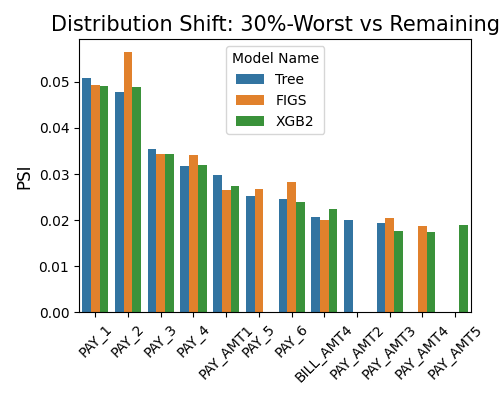 Distribution Shift: 30%-Worst vs Remaining
Model Name
Tree
FIGS
XGB2
PSI
0.05
0.04
0.03
0.02
0.01
0.00
PAY_1
PAY_2
PAY_3
PAY_4
PAY_AMT1
PAY_5
PAY_6
BILL_AMT4
PAY_AMT2
PAY_AMT3
PAY_AMT4
PAY_AMT5